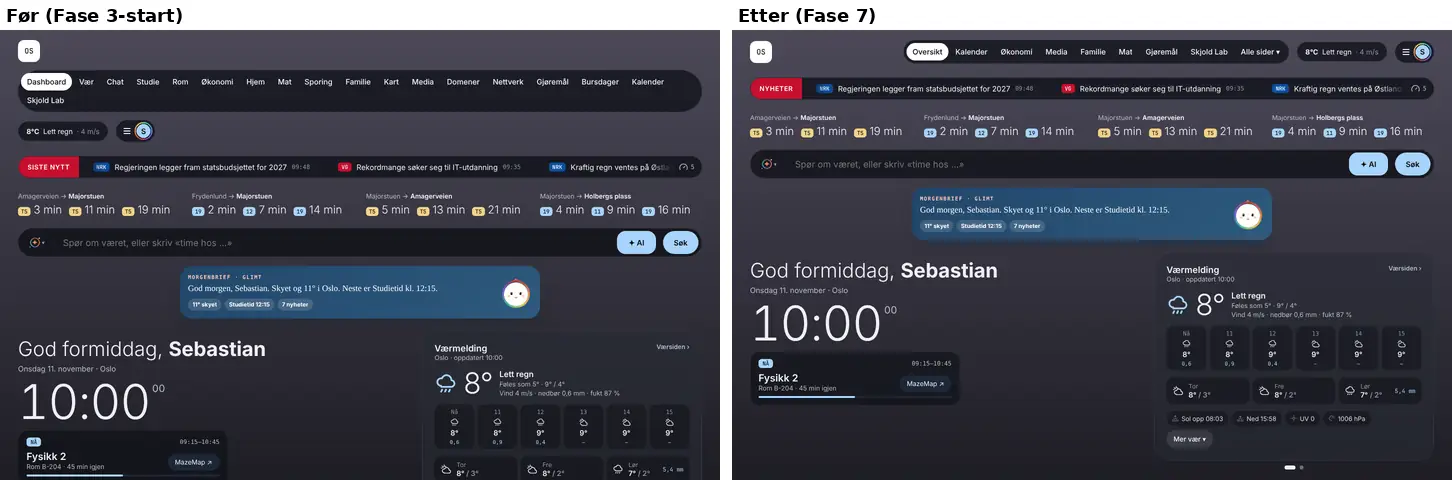 Før (Fase 3-start)
OS
Dashboard Vær Chat Studie Rom Økonomi Hjem Mat Sporing Familie Kart Media Domener Nettverk Gjøremål Bursdager Kalender
Skjold Lab
8°C Lett regn · 4 m/s ☰ S
SISTE NYTT NRK Regjeringen legger fram statsbudsjettet for 2027 09:48 VG Rekordmange søker seg til IT-utdanning 09:35 NRK Kraftig regn ventes på Østla 5
Amagerveien → Majorstuen Frydenlund → Majorstuen Majorstuen → Amagerveien Majorstuen → Holbergs plass
TS 3 min TS 11 min TS 19 min 19 2 min 12 7 min 19 14 min TS 5 min TS 13 min TS 21 min 19 4 min 11 9 min 19 16 min
Spør om været, eller skriv «time hos …» ✦ AI Søk
MORGENBRIEF · GLIMT
God morgen, Sebastian. Skyet og 11° i Oslo. Neste er Studietid kl. 12:15.
11° skyet Studietid 12:15 7 nyheter
God formiddag, Sebastian
Onsdag 11. november · Oslo
10:00 00
NÅ 09:15–10:45
Fysikk 2
Rom B-204 · 45 min igjen
MazeMap ↗
Værmelding Værsiden ›
Oslo · oppdatert 10:00
8° Lett regn
Føles som 5° · 9° / 4°
Vind 4 m/s · nedbør 0,6 mm · fukt 87 %
Nå 11 12 13 14 15
8° 8° 9° 9° 9° 9°
0,6 0,9 0,4 – – –
Tor Fre Lør
8° / 3° 8° / 2° 7° / 2° 5,4 mm
Etter (Fase 7)
OS Oversikt Kalender Økonomi Media Familie Mat Gjøremål Skjold Lab Alle sider ▾ 8°C Lett regn · 4 m/s ☰ S
NYHETER NRK Regjeringen legger fram statsbudsjettet for 2027 09:48 VG Rekordmange søker seg til IT-utdanning 09:35 NRK Kraftig regn ventes på Østlan 5
Amagerveien → Majorstuen Frydenlund → Majorstuen Majorstuen → Amagerveien Majorstuen → Holbergs plass
TS 3 min TS 11 min TS 19 min 19 2 min 12 7 min 19 14 min TS 5 min TS 13 min TS 21 min 19 4 min 11 9 min 19 16 min
Spør om været, eller skriv «time hos …» ✦ AI Søk
MORGENBRIEF · GLIMT
God morgen, Sebastian. Skyet og 11° i Oslo. Neste er Studietid kl. 12:15.
11° skyet Studietid 12:15 7 nyheter
God formiddag, Sebastian
Onsdag 11. november · Oslo
10:00 00
NÅ 09:15–10:45
Fysikk 2
Rom B-204 · 45 min igjen
MazeMap ↗
Værmelding Værsiden ›
Oslo · oppdatert 10:00
8° Lett regn
Føles som 5° · 9° / 4°
Vind 4 m/s · nedbør 0,6 mm · fukt 87 %
Nå 11 12 13 14 15
8° 8° 9° 9° 9° 9°
0,6 0,9 0,4 – – –
Tor Fre Lør
8° / 3° 8° / 2° 7° / 2° 5,4 mm
Sol opp 08:03 Ned 15:58 UV 0 1006 hPa
Mer vær ▾